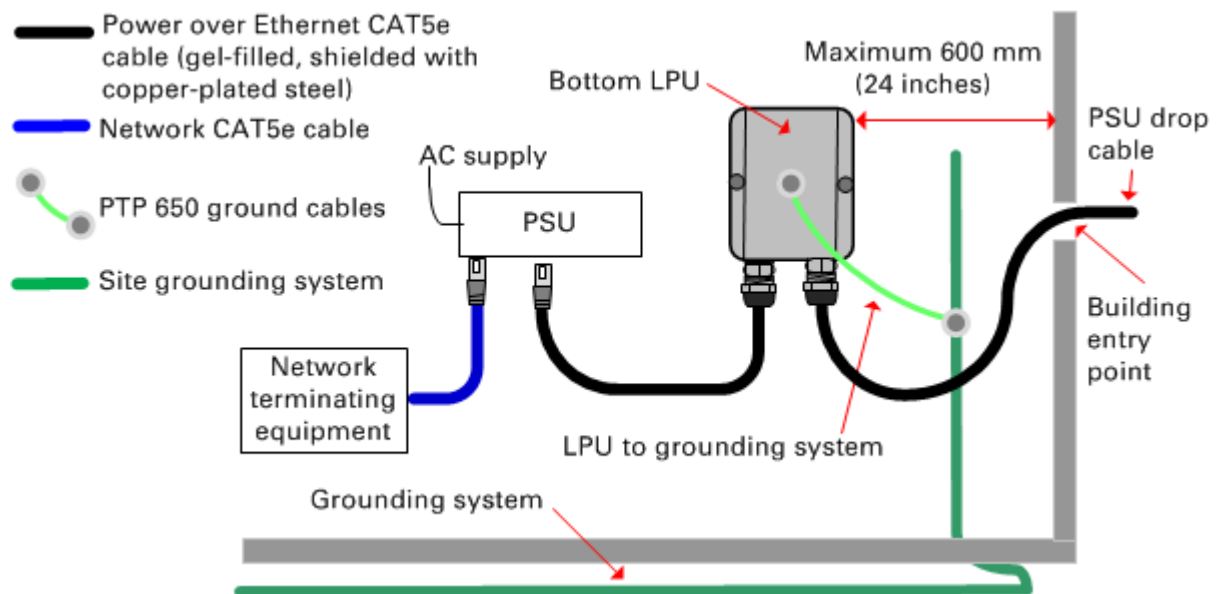 Power over Ethernet CAT5e
cable (gel-filled, shielded with
copper-plated steel)
Network CAT5e cable
PTP 650 ground cables
Site grounding system
AC supply
PSU
Network
terminating
equipment
Bottom LPU
Maximum 600 mm
(24 inches)
PSU drop
cable
Building
entry
point
LPU to grounding system
Grounding system